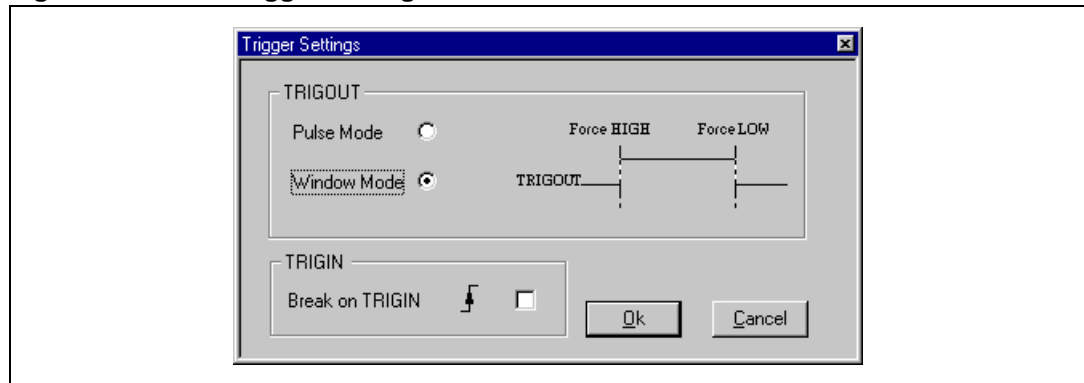 Trigger Settings
TRIGOUT
Pulse Mode
Force HIGH
Force LOW
Window Mode
TRIGOUT
TRIGIN
Break on TRIGIN
Ok
Cancel